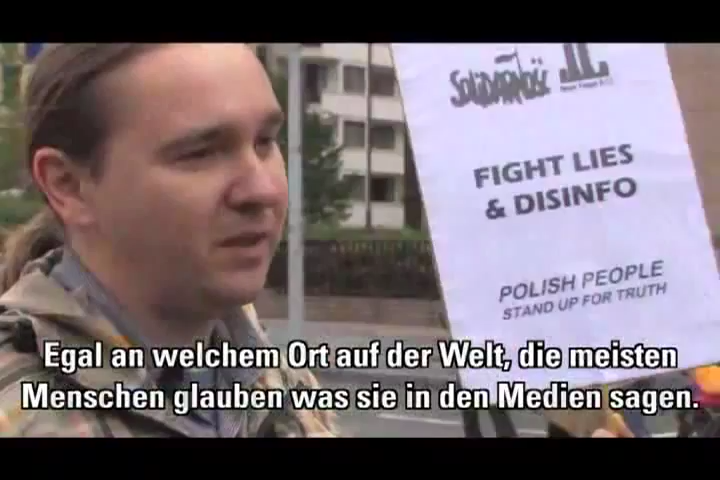 SOLIDARNOŚĆ
FIGHT LIES
& DISINFO
POLISH PEOPLE
STAND UP FOR TRUTH
Egal an welchem Ort auf der Welt, die meisten
Menschen glauben was sie in den Medien sagen.